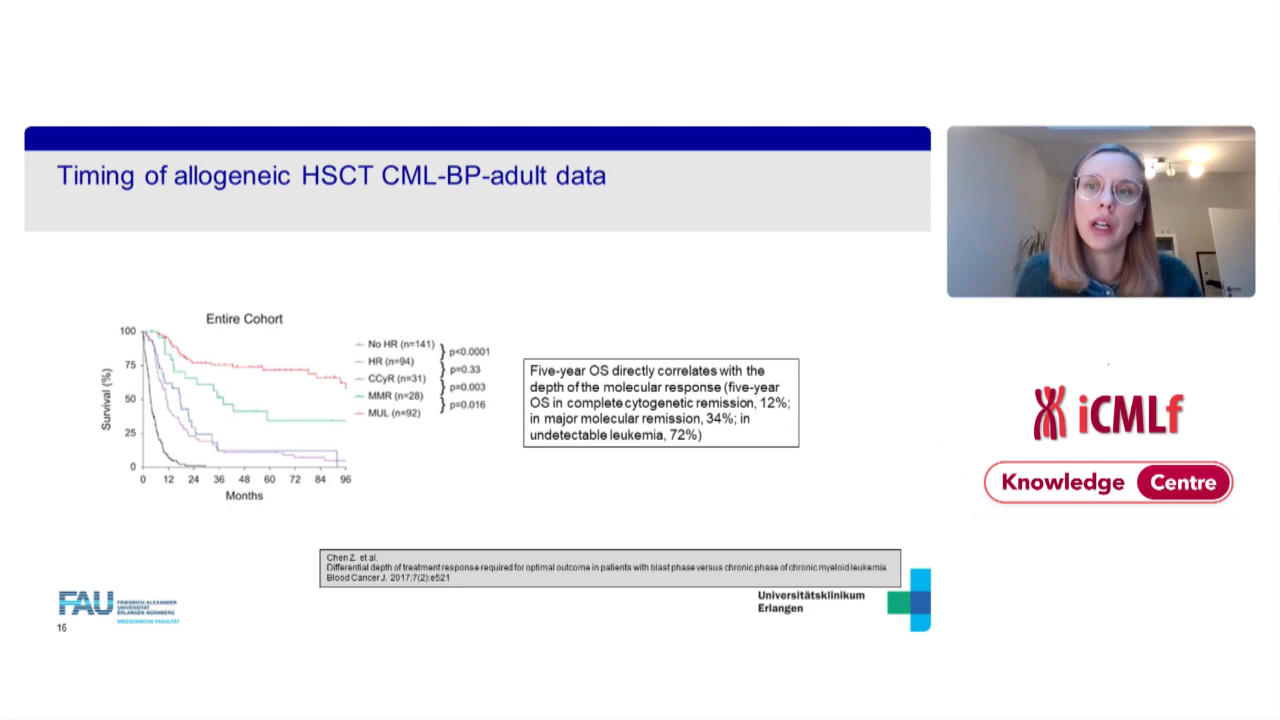 Timing of allogeneic HSCT CML-BP-adult data
Entire Cohort
100
75
50
25
0
Survival (%)
0 12 24 36 48 60 72 84 96
Months
No HR (n=141)
HR (n=94)
CCyR (n=31)
MMR (n=28)
MUL (n=92)
p<0.0001
p=0.33
p=0.003
p=0.016
Five-year OS directly correlates with the
depth of the molecular response (five-year
OS in complete cytogenetic remission, 12%;
in major molecular remission, 34%; in
undetectable leukemia, 72%)
Chen Z. et al.
Differential depth of treatment response required for optimal outcome in patients with blast phase versus chronic phase of chronic myeloid leukemia.
Blood Cancer J. 2017;7(2):e521
FAU
FRIEDRICH-ALEXANDER
UNIVERSITÄT
ERLANGEN-NÜRNBERG
MEDIZINISCHE FAKULTÄT
16
Universitätsklinikum
Erlangen
iCMLf
Knowledge Centre